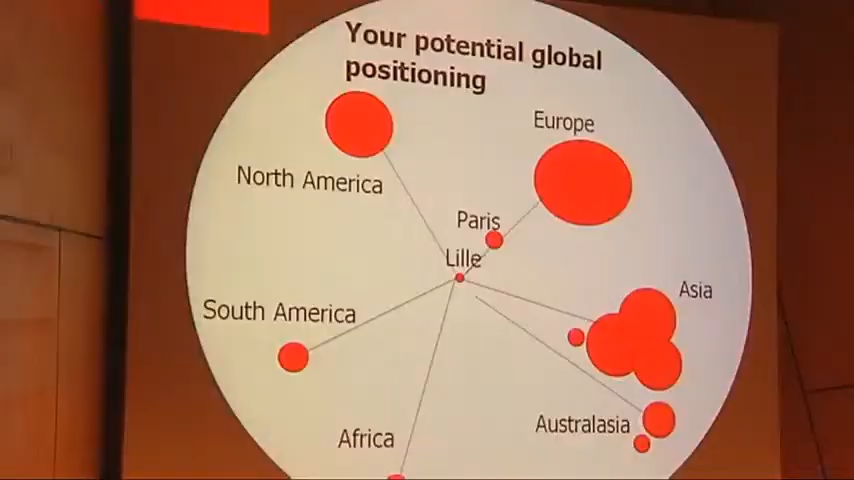 Your potential global
positioning
Europe
North America
Paris
Lille
Asia
South America
Australasia
Africa